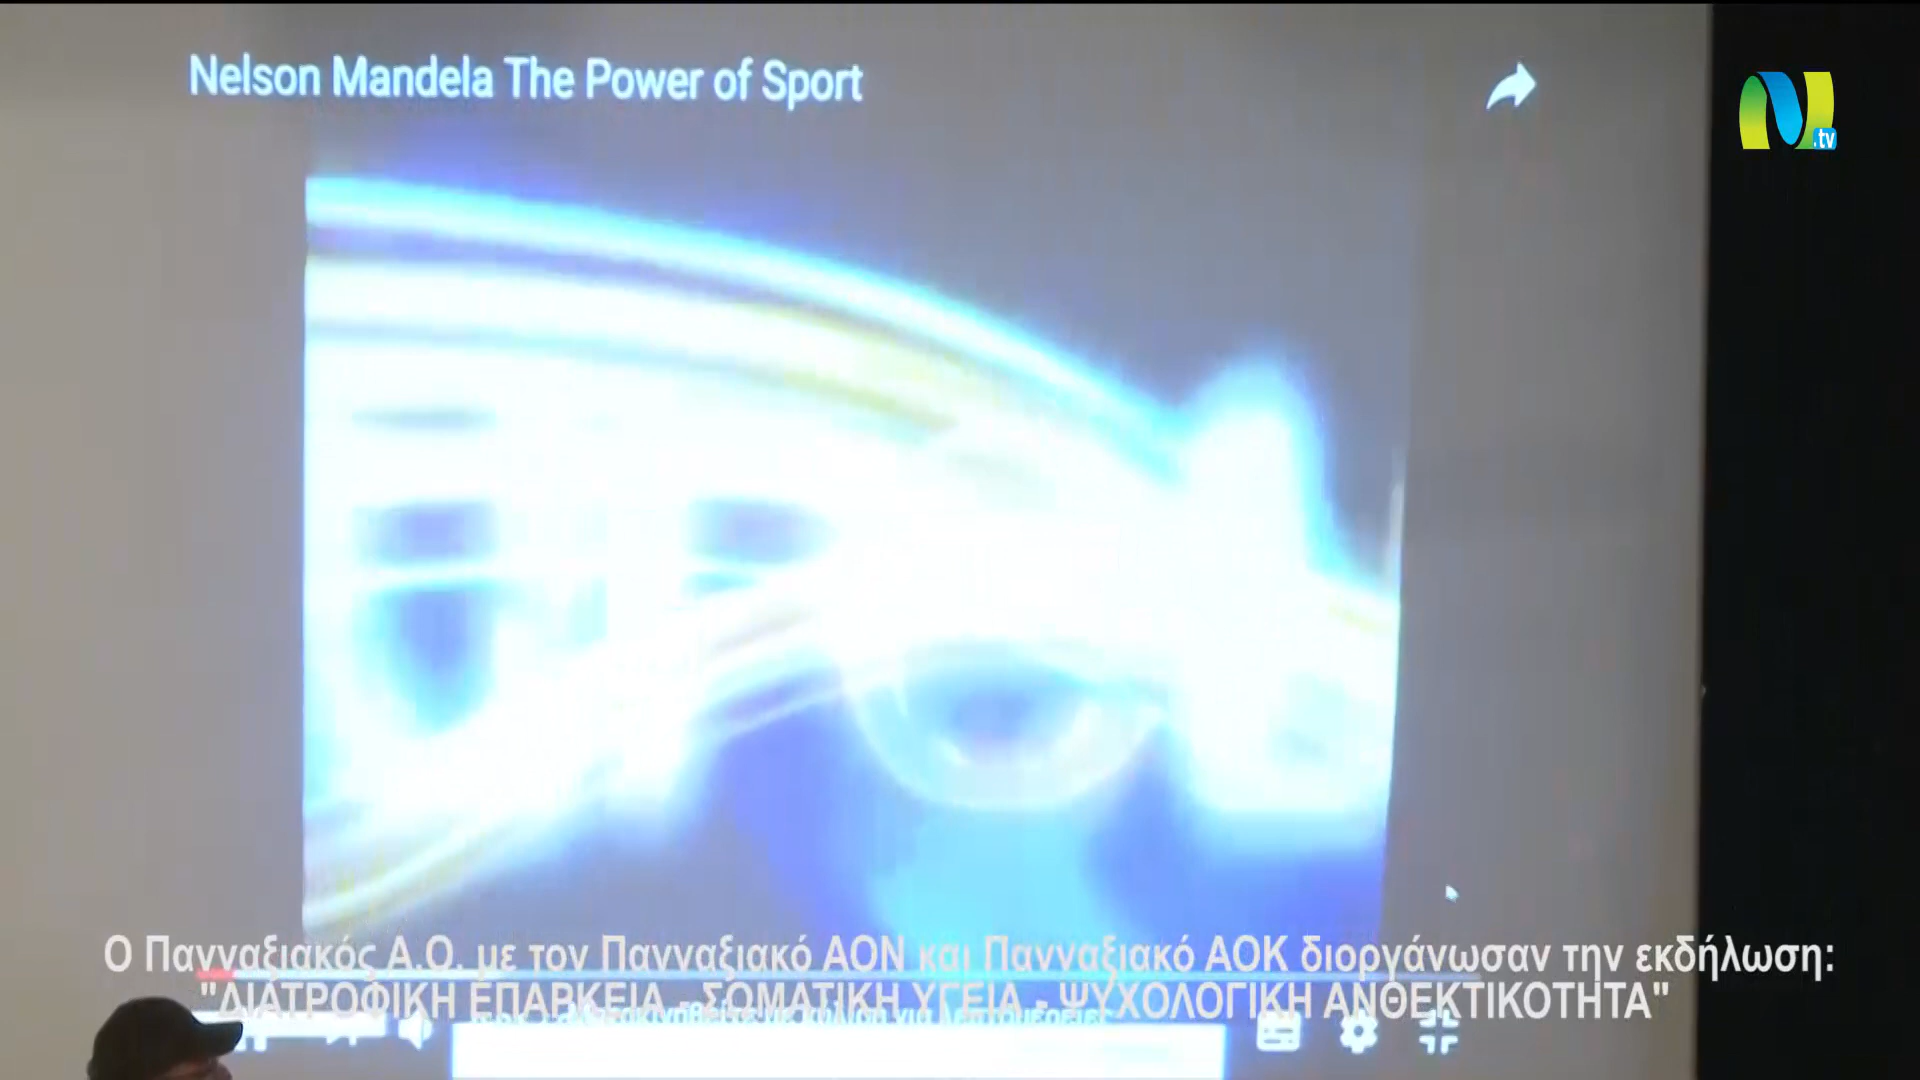 Nelson Mandela The Power of Sport
.tv
Ο Πανναξιακός Α.Ο. με τον Πανναξιακό ΑΟΝ και Πανναξιακό ΑΟΚ διοργάνωσαν την εκδήλωση:
"ΔΙΑΤΡΟΦΙΚΗ ΕΠΑΡΚΕΙΑ - ΣΩΜΑΤΙΚΗ ΥΓΕΙΑ - ΨΥΧΟΛΟΓΙΚΗ ΑΝΘΕΚΤΙΚΟΤΗΤΑ"